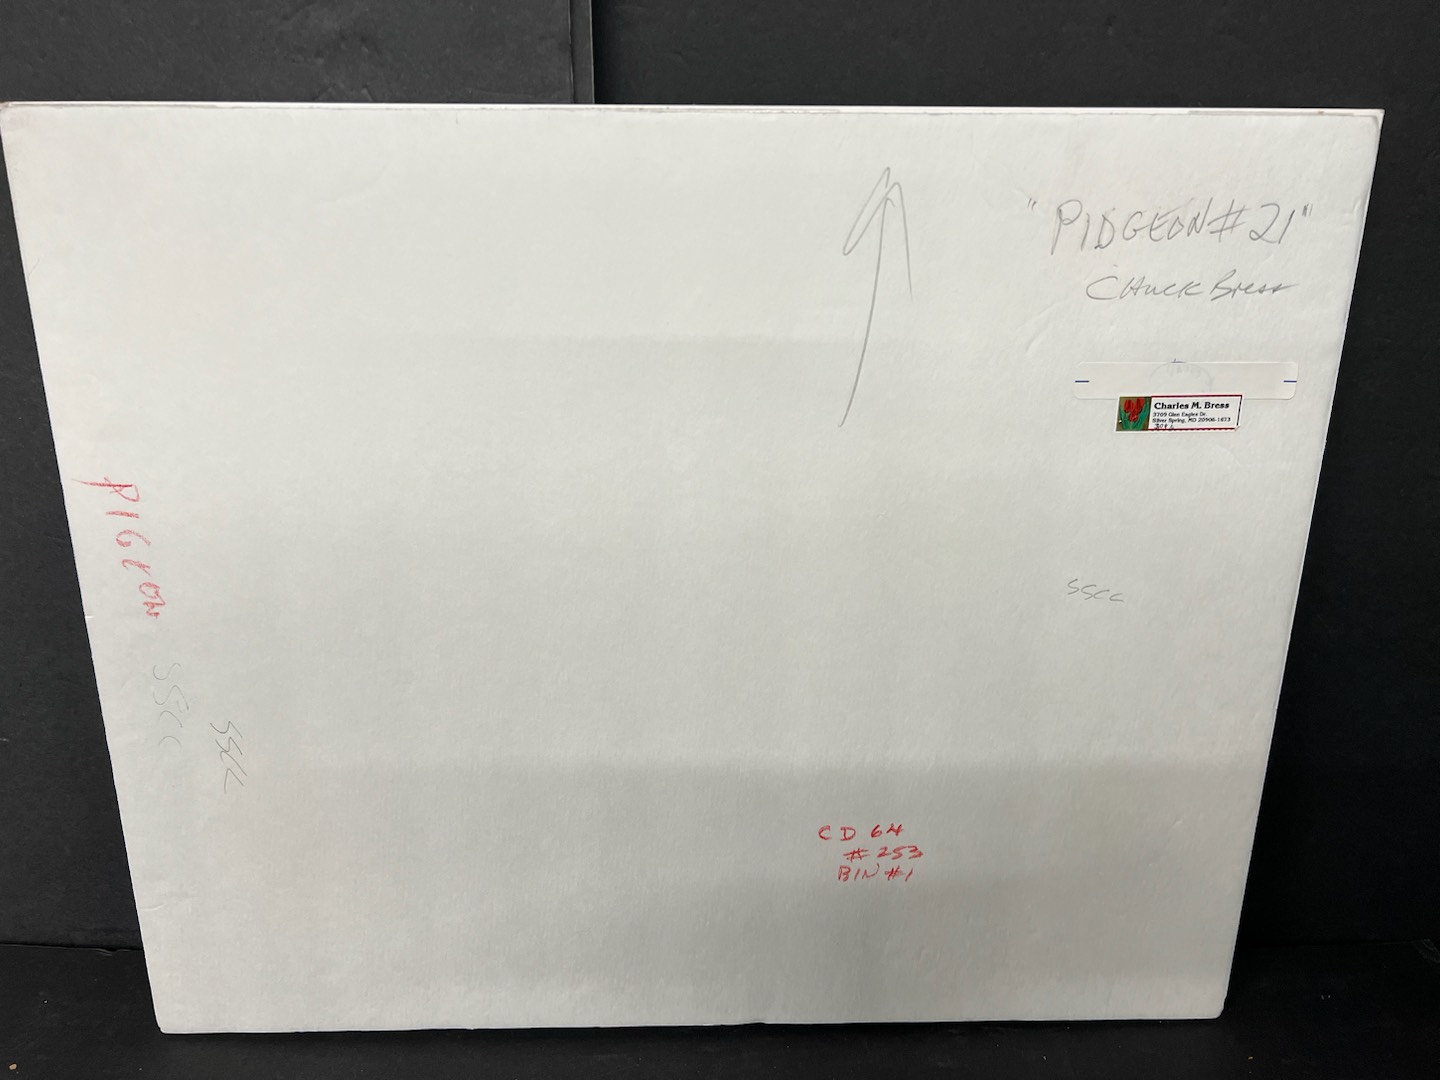 "PIDGEON #21"
Chuck Bress
Charles M. Bress
3709 Glen Eagles Dr.
Silver Spring, MD 20906-1673
PIGEON
SSCC
SSCC
SSCC
CD 64
#253
BIN #1